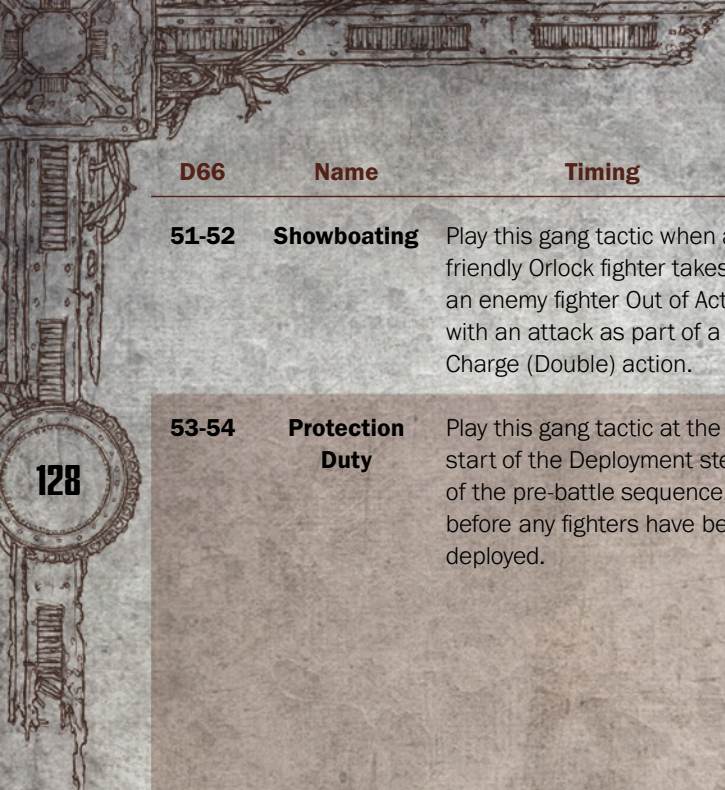 D66 Name Timing
51-52 Showboating Play this gang tactic when a
friendly Orlock fighter takes
an enemy fighter Out of Act
with an attack as part of a
Charge (Double) action.
53-54 Protection Play this gang tactic at the
Duty start of the Deployment ste
of the pre-battle sequence
before any fighters have be
deployed.
128